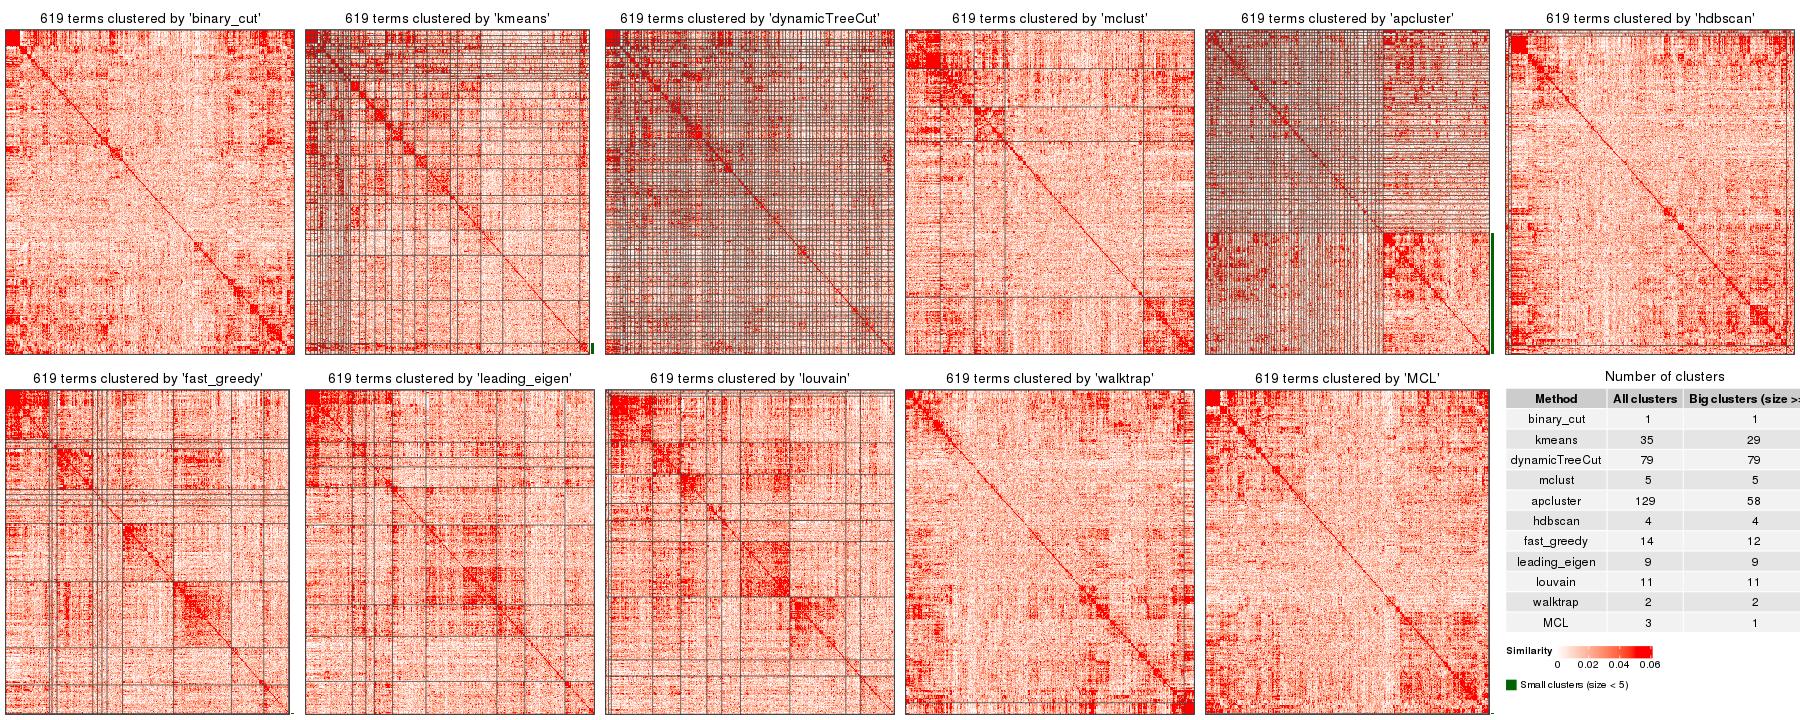 619 terms clustered by 'binary_cut'
619 terms clustered by 'kmeans'
619 terms clustered by 'dynamicTreeCut'
619 terms clustered by 'mclust'
619 terms clustered by 'apcluster'
619 terms clustered by 'hdbscan'
619 terms clustered by 'fast_greedy'
619 terms clustered by 'leading_eigen'
619 terms clustered by 'louvain'
619 terms clustered by 'walktrap'
619 terms clustered by 'MCL'
Number of clusters
Method All clusters Big clusters (size >=
binary_cut 1 1
kmeans 35 29
dynamicTreeCut 79 79
mclust 5 5
apcluster 129 58
hdbscan 4 4
fast_greedy 14 12
leading_eigen 9 9
louvain 11 11
walktrap 2 2
MCL 3 1
Similarity
0 0.02 0.04 0.06
Small clusters (size < 5)